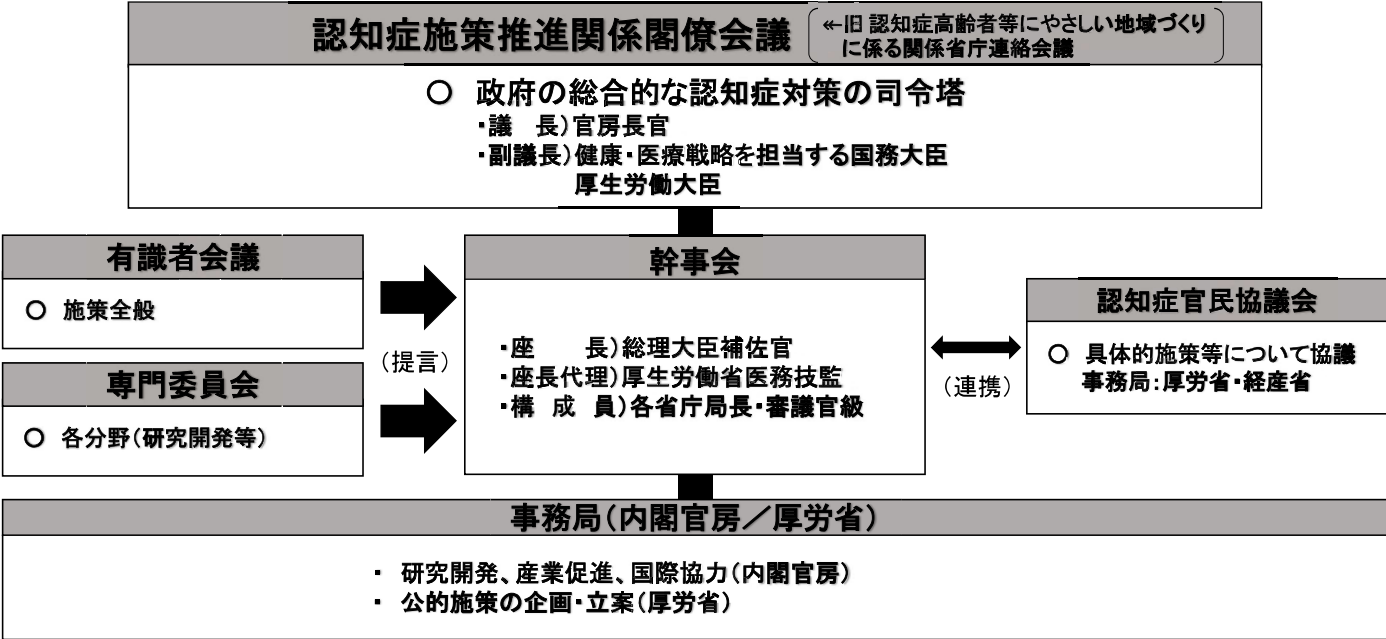 認知症施策推進関係閣僚会議
←旧 認知症高齢者等にやさしい地域づくり
に係る関係省庁連絡会議
○ 政府の総合的な認知症対策の司令塔
・議 長)官房長官
・副議長)健康・医療戦略を担当する国務大臣
厚生労働大臣
有識者会議
○ 施策全般
専門委員会
○ 各分野(研究開発等)
(提言)
幹事会
・座 長)総理大臣補佐官
・座長代理)厚生労働省医務技監
・構 成 員)各省庁局長・審議官級
(連携)
認知症官民協議会
○ 具体的施策等について協議
事務局:厚労省・経産省
事務局(内閣官房/厚労省)
・ 研究開発、産業促進、国際協力(内閣官房)
・ 公的施策の企画・立案(厚労省)